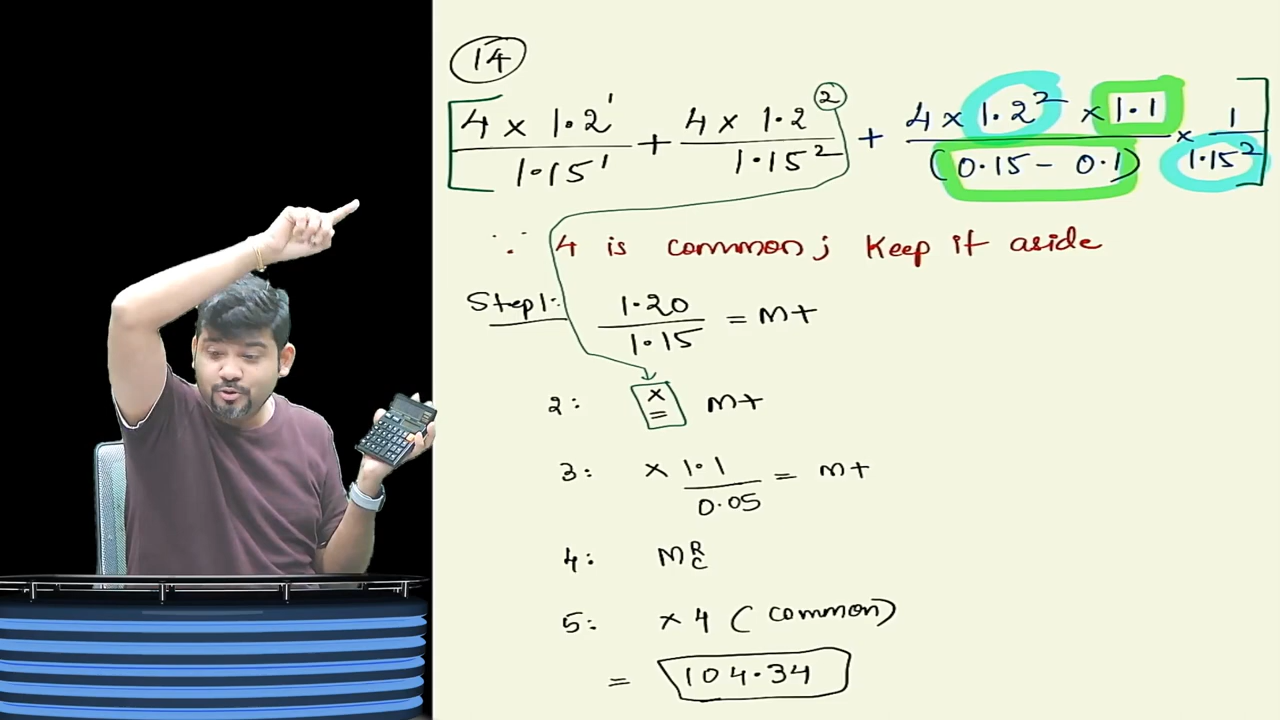 14
[ 4 × 1.2¹ / 1.15¹ + 4 × 1.2² / 1.15² + 4 × 1.2² × 1.1 / (0.15 − 0.1) × 1 / 1.15² ]
∵ 4 is common; Keep it aside
Step 1: 1.20 / 1.15 = m+
2: × = m+
3: × 1.1 / 0.05 = m+
4: MRC
5: × 4 (common)
= 104.34